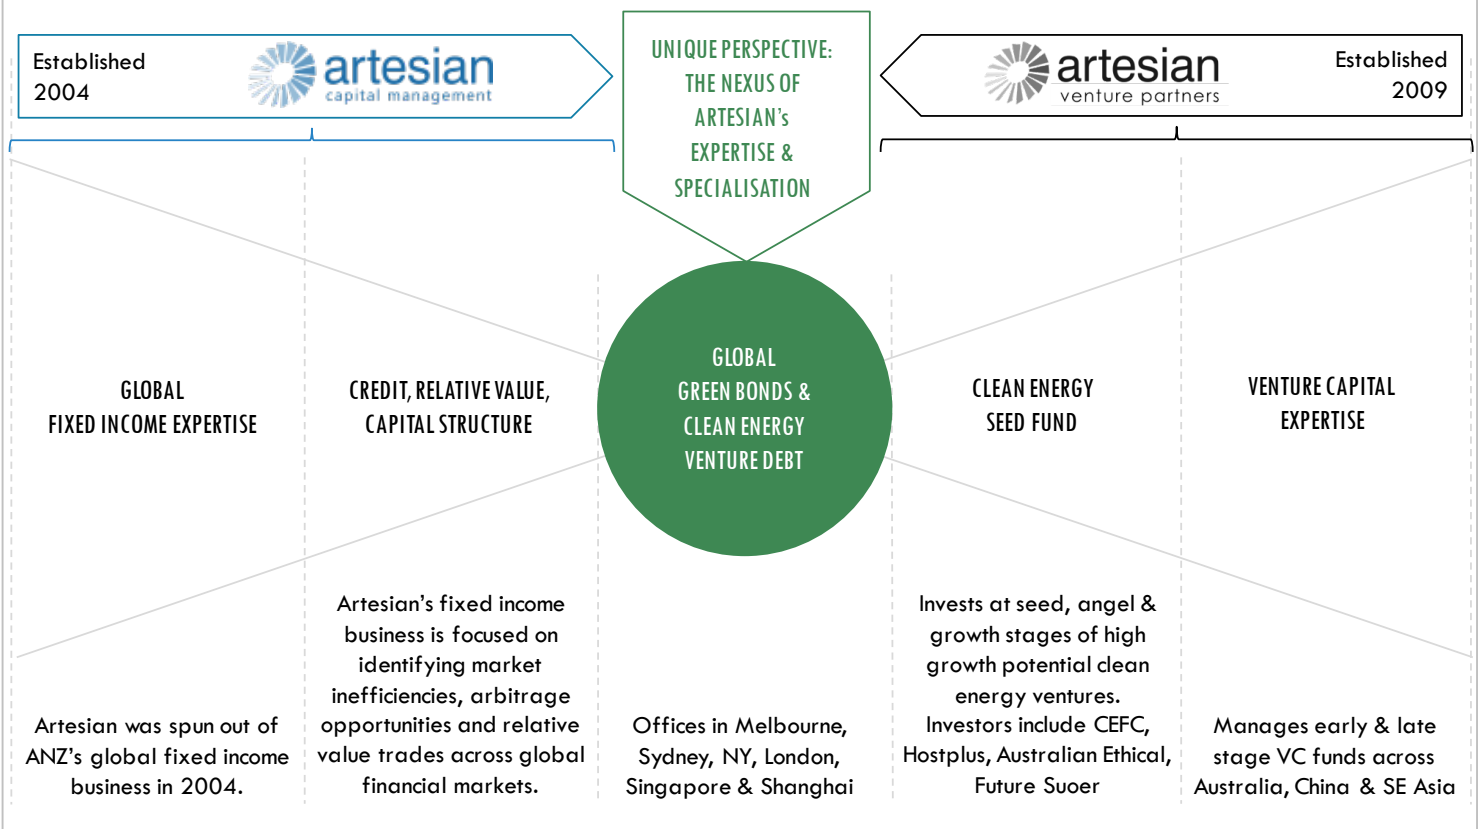 Established
2004
artesian
capital management
UNIQUE PERSPECTIVE:
THE NEXUS OF
ARTESIAN's
EXPERTISE &
SPECIALISATION
artesian
venture partners
Established
2009
GLOBAL
FIXED INCOME EXPERTISE
CREDIT, RELATIVE VALUE,
CAPITAL STRUCTURE
GLOBAL
GREEN BONDS &
CLEAN ENERGY
VENTURE DEBT
CLEAN ENERGY
SEED FUND
VENTURE CAPITAL
EXPERTISE
Artesian was spun out of
ANZ's global fixed income
business in 2004.
Artesian's fixed income
business is focused on
identifying market
inefficiencies, arbitrage
opportunities and relative
value trades across global
financial markets.
Offices in Melbourne,
Sydney, NY, London,
Singapore & Shanghai
Invests at seed, angel &
growth stages of high
growth potential clean
energy ventures.
Investors include CEFC,
Hostplus, Australian Ethical,
Future Suoer
Manages early & late
stage VC funds across
Australia, China & SE Asia